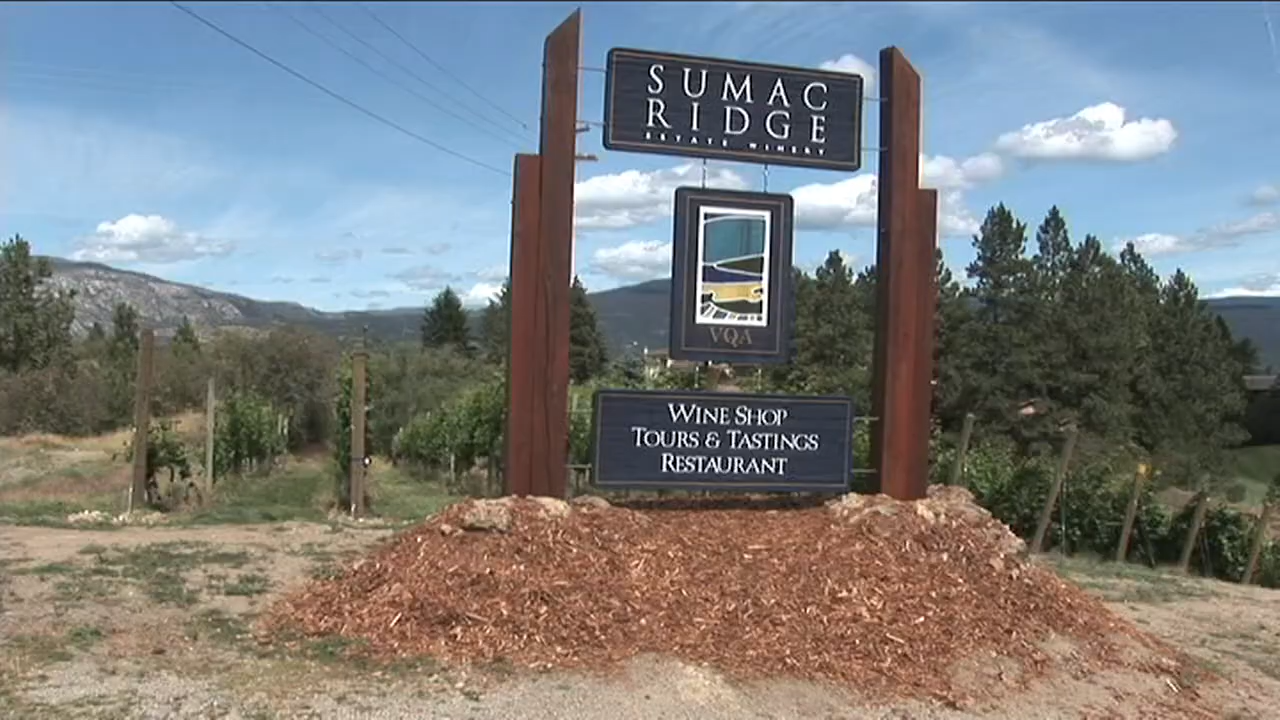 SUMAC
RIDGE
ESTATE WINERY
VQA
WINE SHOP
TOURS & TASTINGS
RESTAURANT